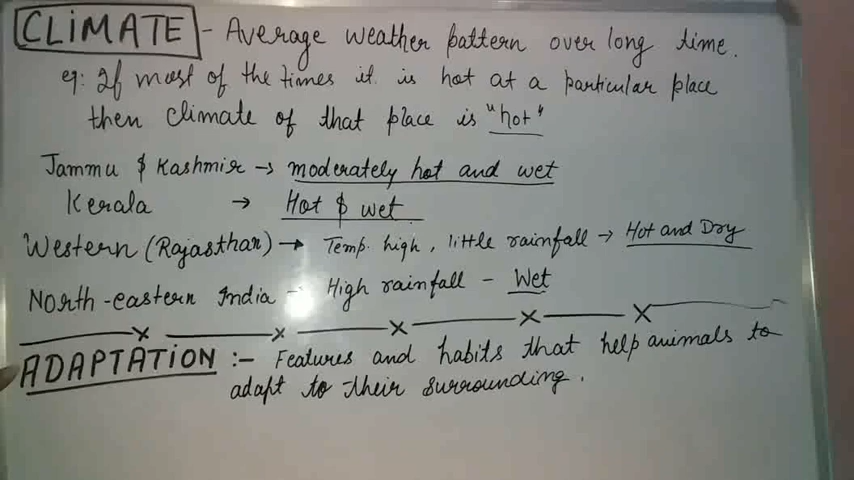 CLIMATE - Average weather pattern over long time.
eg: If most of the times it is hot at a particular place
then climate of that place is "hot"
Jammu & Kashmir → moderately hot and wet
Kerala → Hot & wet
Western (Rajasthan) → Temp. high, little rainfall → Hot and Dry
North-eastern India - High rainfall - Wet
ADAPTATION :- Features and habits that help animals to
adapt to their surrounding.